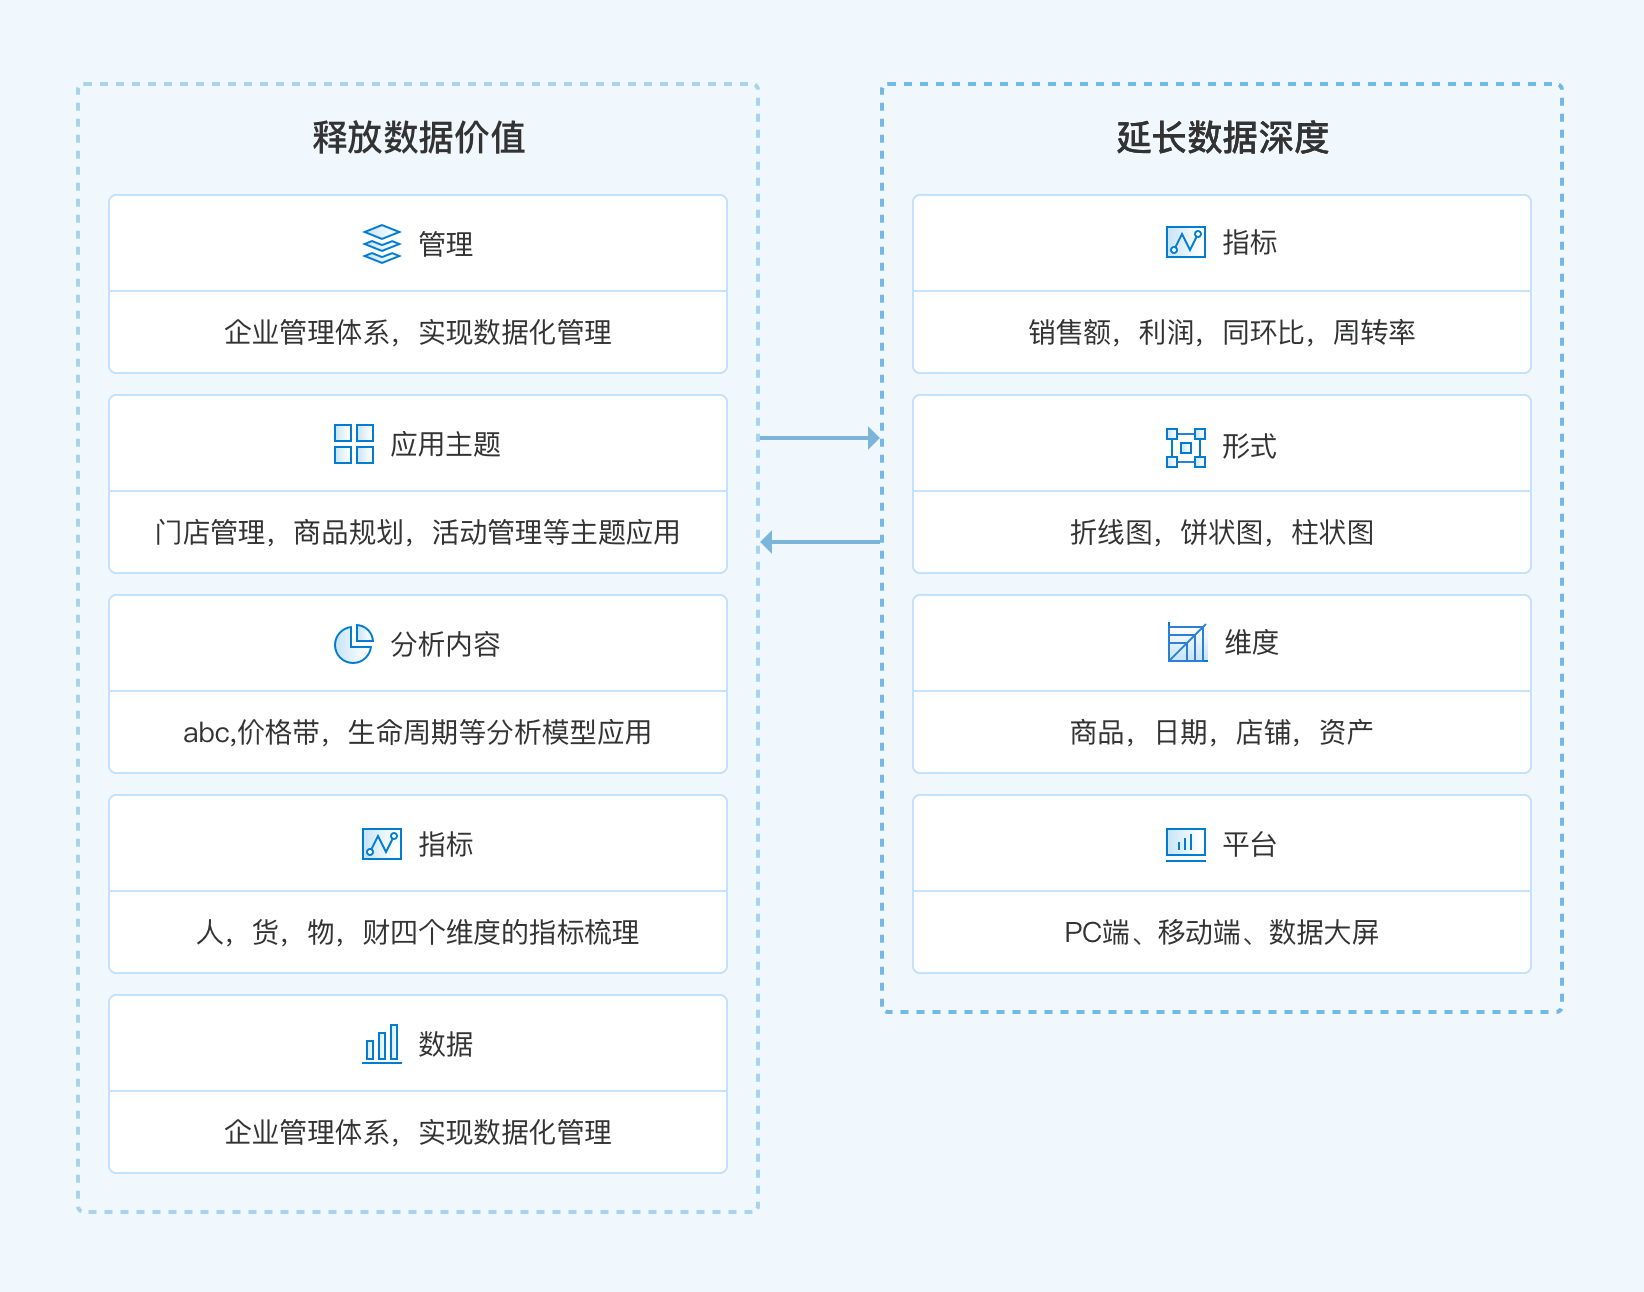 释放数据价值
管理
企业管理体系，实现数据化管理
应用主题
门店管理，商品规划，活动管理等主题应用
分析内容
abc,价格带，生命周期等分析模型应用
指标
人，货，物，财四个维度的指标梳理
数据
企业管理体系，实现数据化管理
延长数据深度
指标
销售额，利润，同环比，周转率
形式
折线图，饼状图，柱状图
维度
商品，日期，店铺，资产
平台
PC端、移动端、数据大屏